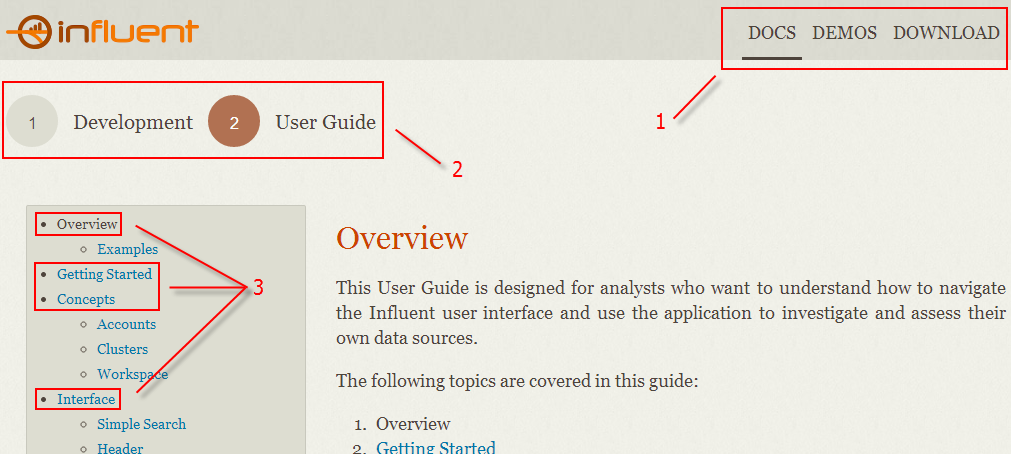 influent
DOCS DEMOS DOWNLOAD
1
1 Development 2 User Guide
2
• Overview
◦ Examples
• Getting Started
• Concepts
◦ Accounts
◦ Clusters
◦ Workspace
• Interface
◦ Simple Search
◦ Header
3
Overview
This User Guide is designed for analysts who want to understand how to navigate
the Influent user interface and use the application to investigate and assess their
own data sources.
The following topics are covered in this guide:
1. Overview
2. Getting Started